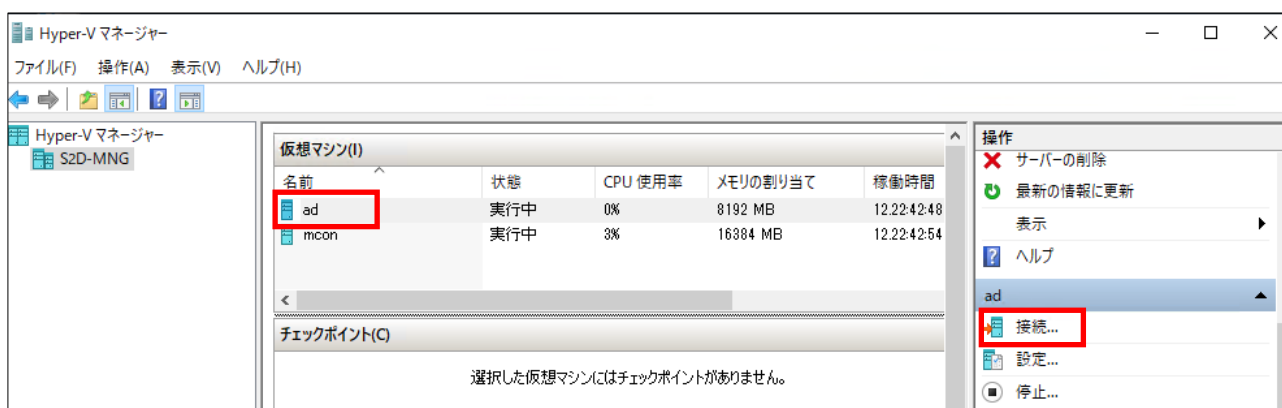 Hyper-V マネージャー
ファイル(F) 操作(A) 表示(V) ヘルプ(H)
Hyper-V マネージャー
S2D-MNG
仮想マシン(I)
名前 状態 CPU 使用率 メモリの割り当て 稼働時間
ad 実行中 0% 8192 MB 12.22:42:48
mcon 実行中 3% 16384 MB 12.22:42:54
チェックポイント(C)
選択した仮想マシンにはチェックポイントがありません。
操作
サーバーの削除
最新の情報に更新
表示
ヘルプ
ad
接続...
設定...
停止...